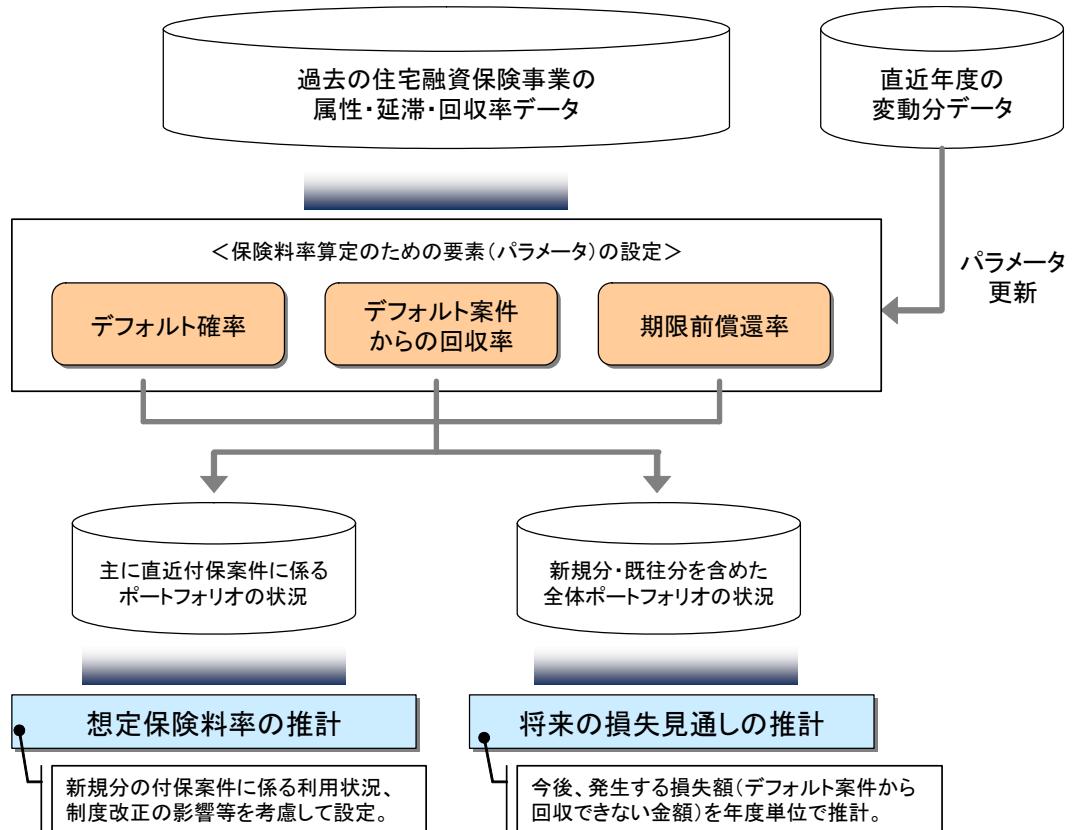 過去の住宅融資保険事業の
属性・延滞・回収率データ
直近年度の
変動分データ
＜保険料率算定のための要素（パラメータ）の設定＞
パラメータ
更新
デフォルト確率
デフォルト案件
からの回収率
期限前償還率
主に直近付保案件に係る
ポートフォリオの状況
新規分・既往分を含めた
全体ポートフォリオの状況
想定保険料率の推計
将来の損失見通しの推計
新規分の付保案件に係る利用状況、
制度改正の影響等を考慮して設定。
今後、発生する損失額（デフォルト案件から
回収できない金額）を年度単位で推計。